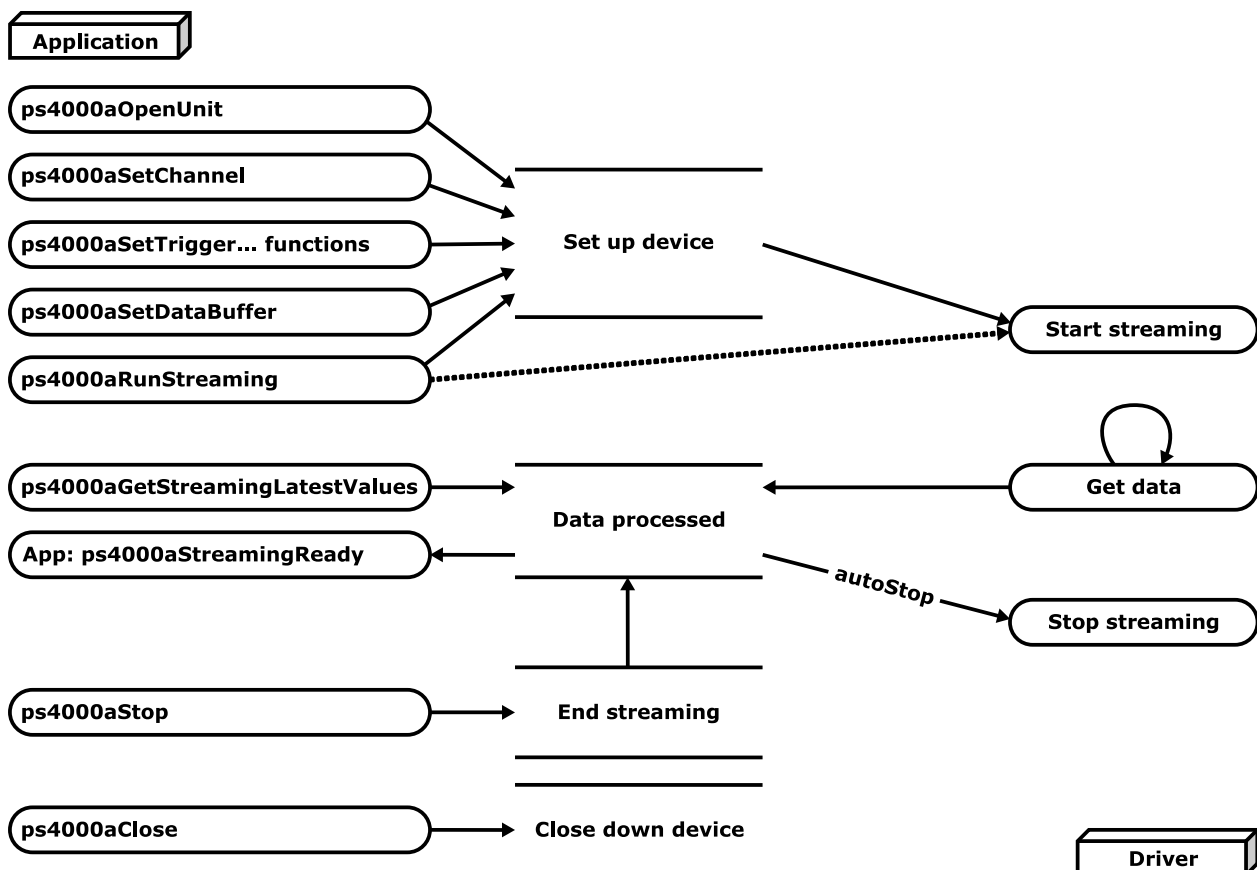 Application
ps4000aOpenUnit
ps4000aSetChannel
ps4000aSetTrigger... functions
Set up device
ps4000aSetDataBuffer
Start streaming
ps4000aRunStreaming
ps4000aGetStreamingLatestValues
Get data
Data processed
App: ps4000aStreamingReady
autoStop
Stop streaming
ps4000aStop
End streaming
ps4000aClose
Close down device
Driver